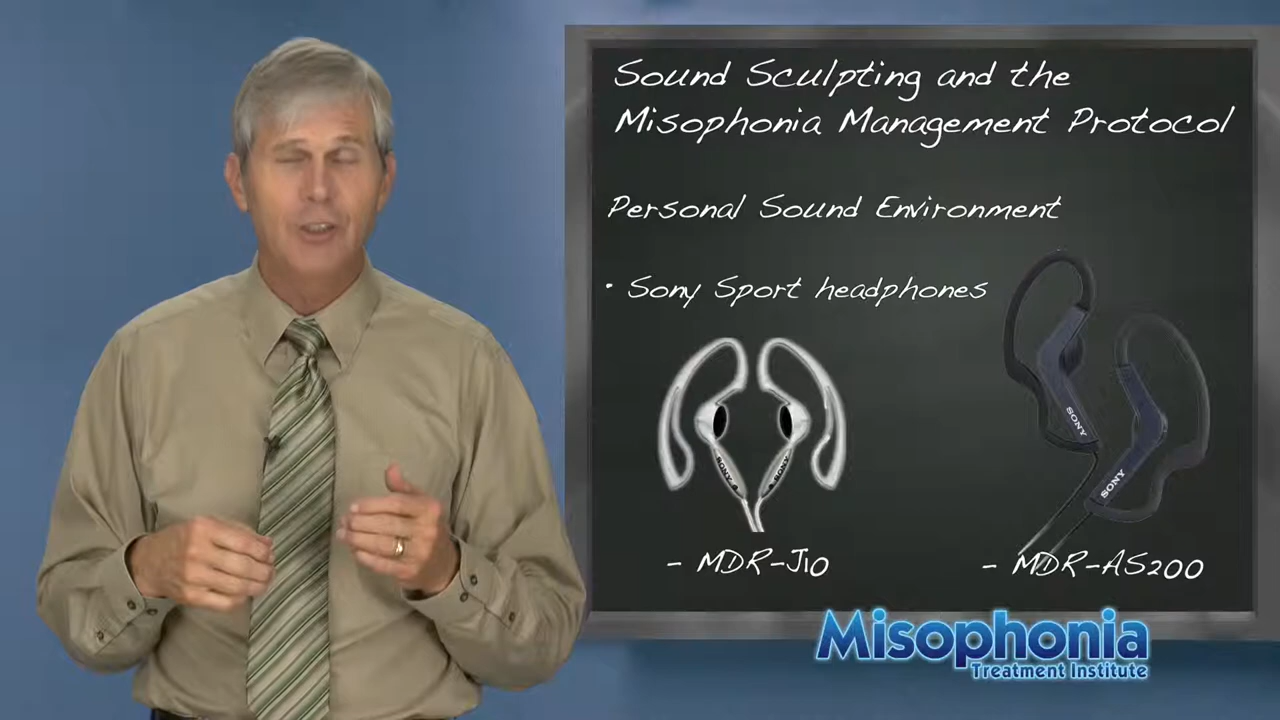 Sound Sculpting and the
Misophonia Management Protocol
Personal Sound Environment
• Sony Sport headphones
SONY
SONY
SONY
SONY
- MDR-J10
- MDR-AS200
Misophonia
Treatment Institute